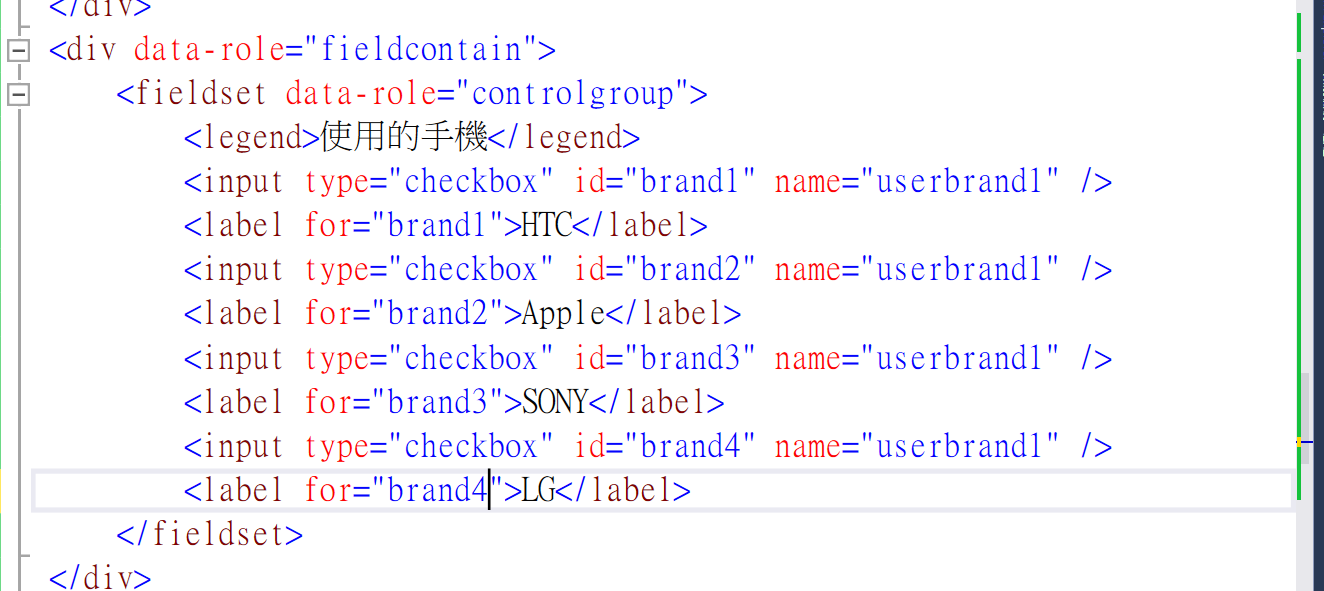 </div>
<div data-role="fieldcontain">
<fieldset data-role="controlgroup">
<legend>使用的手機</legend>
<input type="checkbox" id="brand1" name="userbrand1" />
<label for="brand1">HTC</label>
<input type="checkbox" id="brand2" name="userbrand1" />
<label for="brand2">Apple</label>
<input type="checkbox" id="brand3" name="userbrand1" />
<label for="brand3">SONY</label>
<input type="checkbox" id="brand4" name="userbrand1" />
<label for="brand4">LG</label>
</fieldset>
</div>